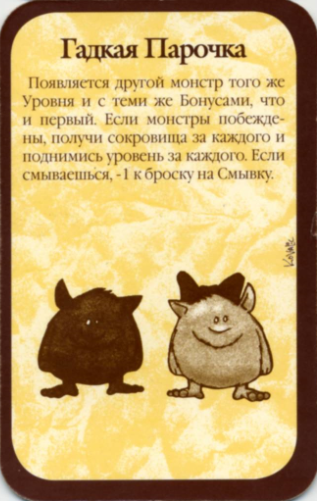 Гадкая Парочка
Появляется другой монстр того же
Уровня и с теми же Бонусами, что
и первый. Если монстры побежде-
ны, получи сокровища за каждого и
поднимись уровень за каждого. Если
смываешься, -1 к броску на Смывку.
Kovalic